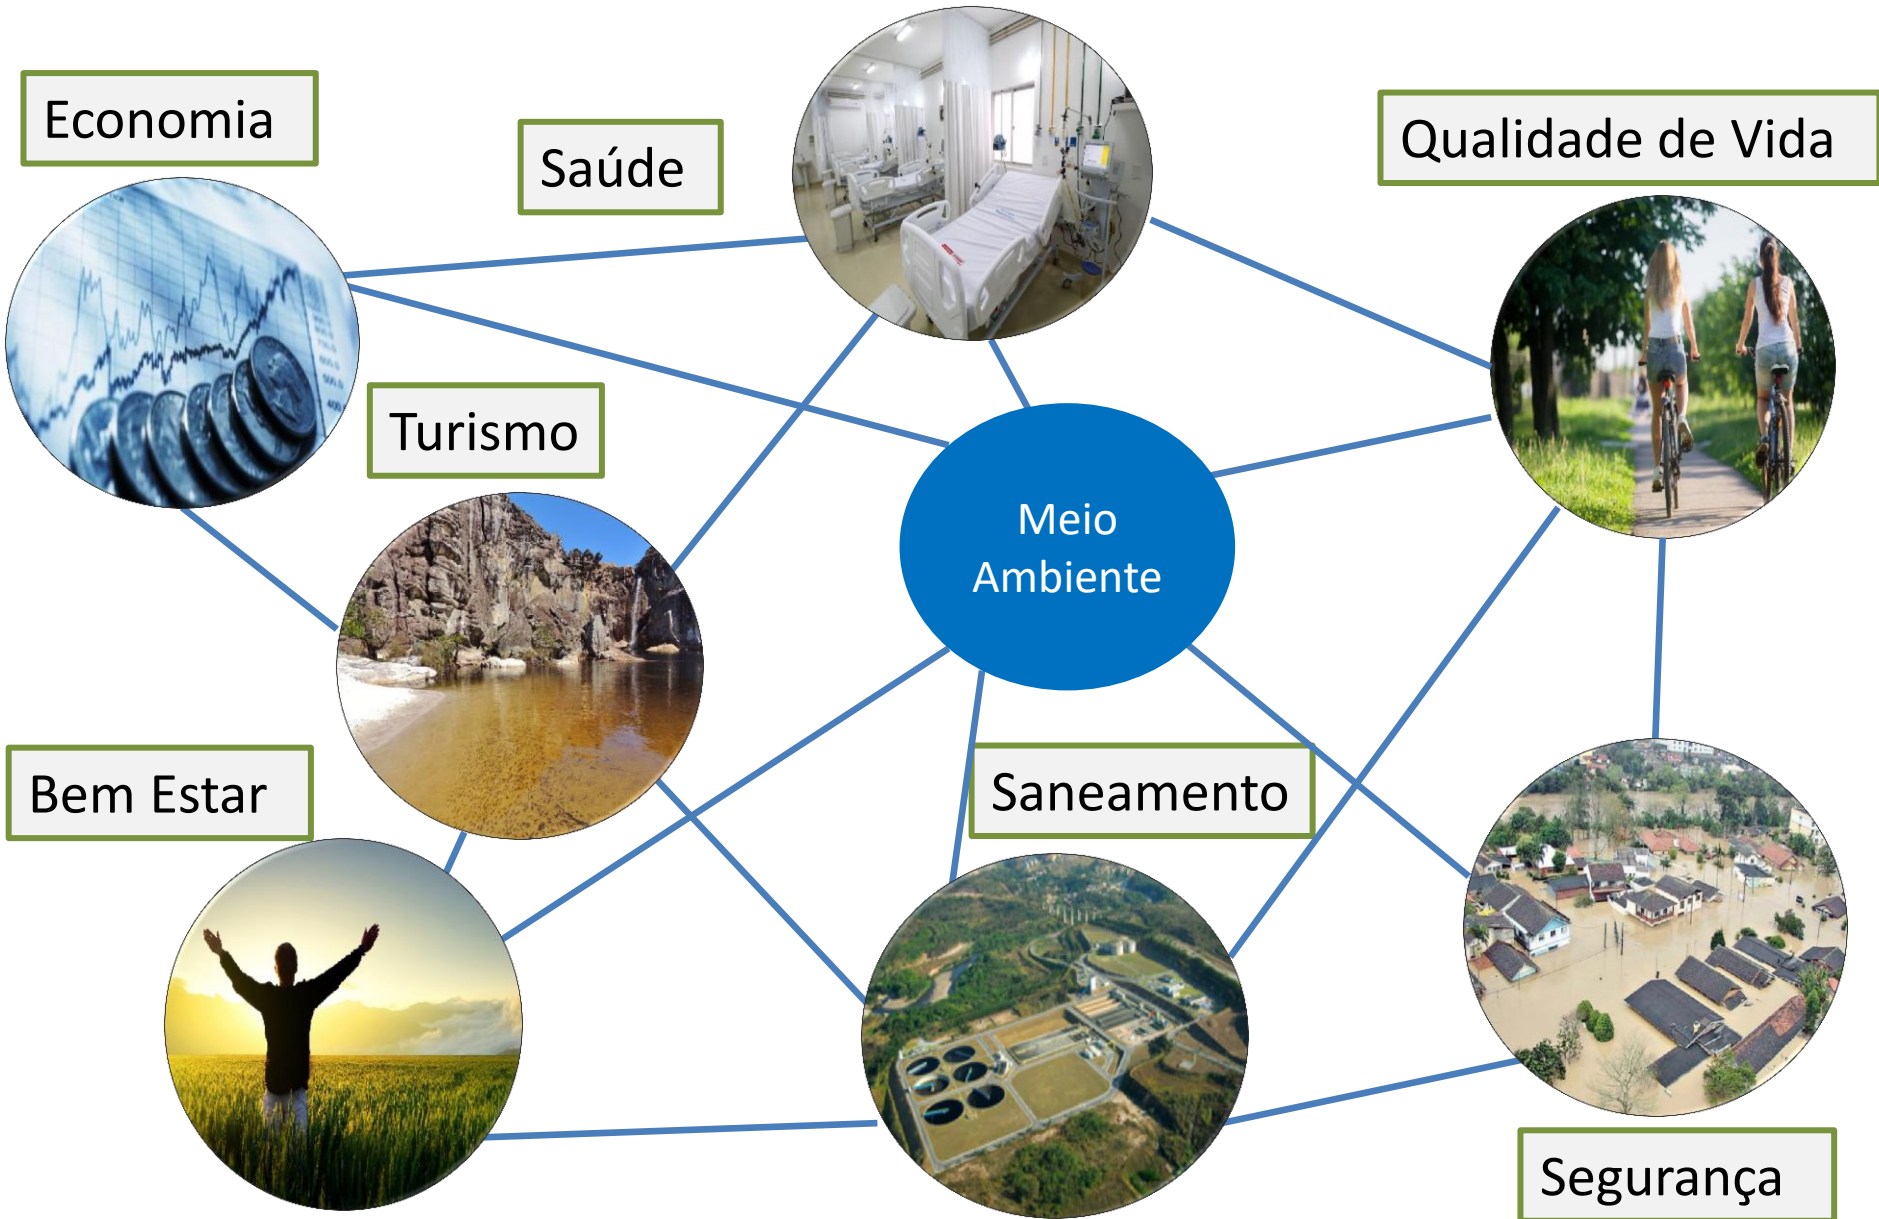 Economia
Saúde
Qualidade de Vida
Turismo
Meio
Ambiente
Bem Estar
Saneamento
Segurança